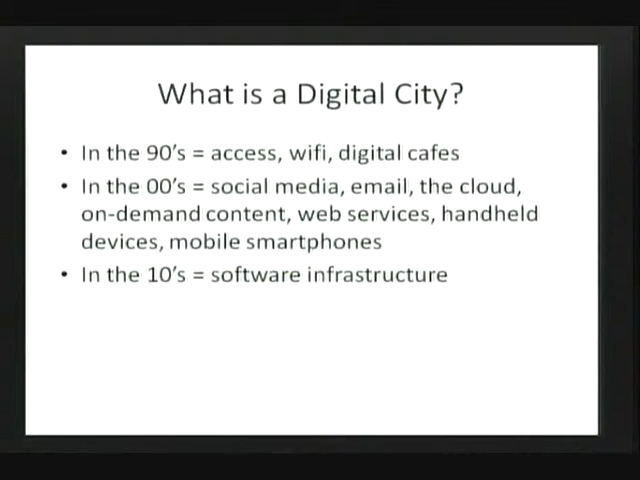 What is a Digital City?
• In the 90's = access, wifi, digital cafes
• In the 00's = social media, email, the cloud,
on-demand content, web services, handheld
devices, mobile smartphones
• In the 10's = software infrastructure